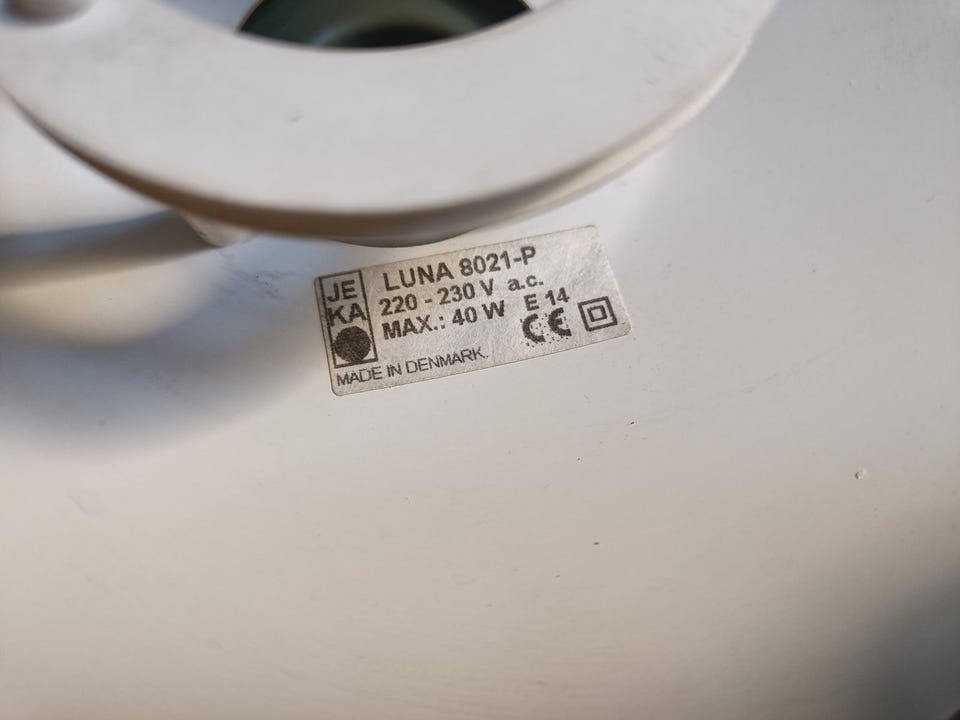 JE
KA
LUNA 8021-P
220 - 230 V a.c.
MAX.: 40 W E 14
CE
MADE IN DENMARK.